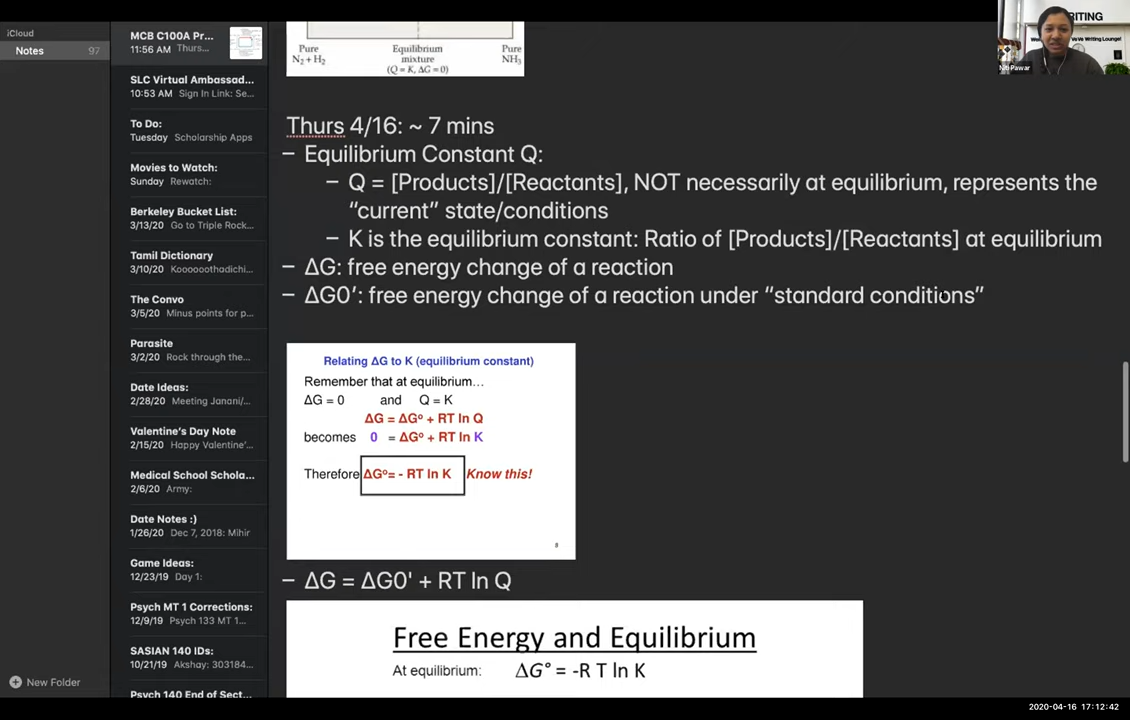 iCloud
Notes 97
MCB C100A Pr...
11:56 AM Thurs...
SLC Virtual Ambassad...
10:53 AM Sign In Link: Se...
To Do:
Tuesday Scholarship Apps
Movies to Watch:
Sunday Rewatch:
Berkeley Bucket List:
3/13/20 Go to Triple Rock...
Tamil Dictionary
3/10/20 Kooooothadichi...
The Convo
3/5/20 Minus points for p...
Parasite
3/2/20 Rook through the...
Date Ideas:
2/28/20 Meeting Janani/...
Valentine's Day Note
2/15/20 Happy Valentine'...
Medical School Schola...
2/6/20 Army:
Date Notes :)
1/26/20 Dec 7, 2018: Mihir
Game Ideas:
12/23/19 Day 1:
Psych MT 1 Corrections:
12/9/19 Psych 133 MT 1...
SASIAN 140 IDs:
10/21/19 Akshay: 303184...
Psych 140 End of Sect...
New Folder
Pure
N₂ + H₂
Equilibrium
mixture
(Q = K, ΔG = 0)
Pure
NH₃
Thurs 4/16: ~ 7 mins
– Equilibrium Constant Q:
– Q = [Products]/[Reactants], NOT necessarily at equilibrium, represents the
"current" state/conditions
– K is the equilibrium constant: Ratio of [Products]/[Reactants] at equilibrium
– ΔG: free energy change of a reaction
– ΔG0′: free energy change of a reaction under "standard conditions"
Relating ΔG to K (equilibrium constant)
Remember that at equilibrium…
ΔG = 0 and Q = K
ΔG = ΔGº + RT ln Q
becomes 0 = ΔGº + RT ln K
Therefore ΔGº= - RT ln K Know this!
8
– ΔG = ΔG0' + RT ln Q
Free Energy and Equilibrium
At equilibrium: ΔG° = -R T ln K
RITING
Writing Lounge!
Pawar
2020-04-16 17:12:42